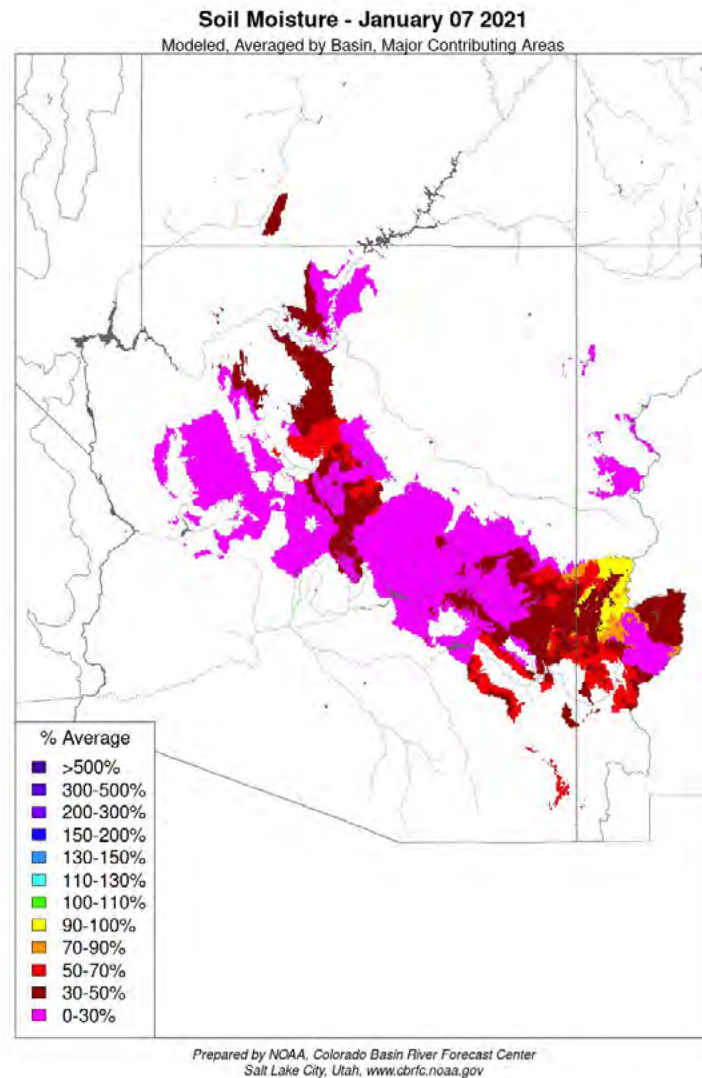 Soil Moisture - January 07 2021
Modeled, Averaged by Basin, Major Contributing Areas
% Average
>500%
300-500%
200-300%
150-200%
130-150%
110-130%
100-110%
90-100%
70-90%
50-70%
30-50%
0-30%
Prepared by NOAA, Colorado Basin River Forecast Center
Salt Lake City, Utah, www.cbrfc.noaa.gov